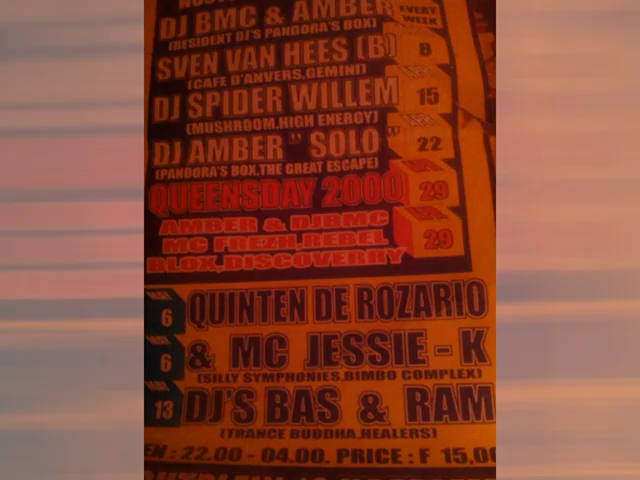 DJ BMC & AMBER EVERY WEEK
(RESIDENT DJ'S PANDORA'S BOX)
SVEN VAN HEES (B) 8
(CAFE D'ANVERS,GEMINI)
DJ SPIDER WILLEM 15
(MUSHROOM,HIGH ENERGY)
DJ AMBER "SOLO" 22
(PANDORA'S BOX,THE GREAT ESCAPE)
QUEENSDAY 2000 29
AMBER & DJBMC
MC FREZH,REBEL 29
BLOX,DISCOVERRY
6 QUINTEN DE ROZARIO
6 & MC JESSIE - K
(SILLY SYMPHONIES,BIMBO COMPLEX)
13 DJ'S BAS & RAM
(TRANCE BUDDHA,HEALERS)
EN : 22.00 - 04.00. PRICE : F 15,00